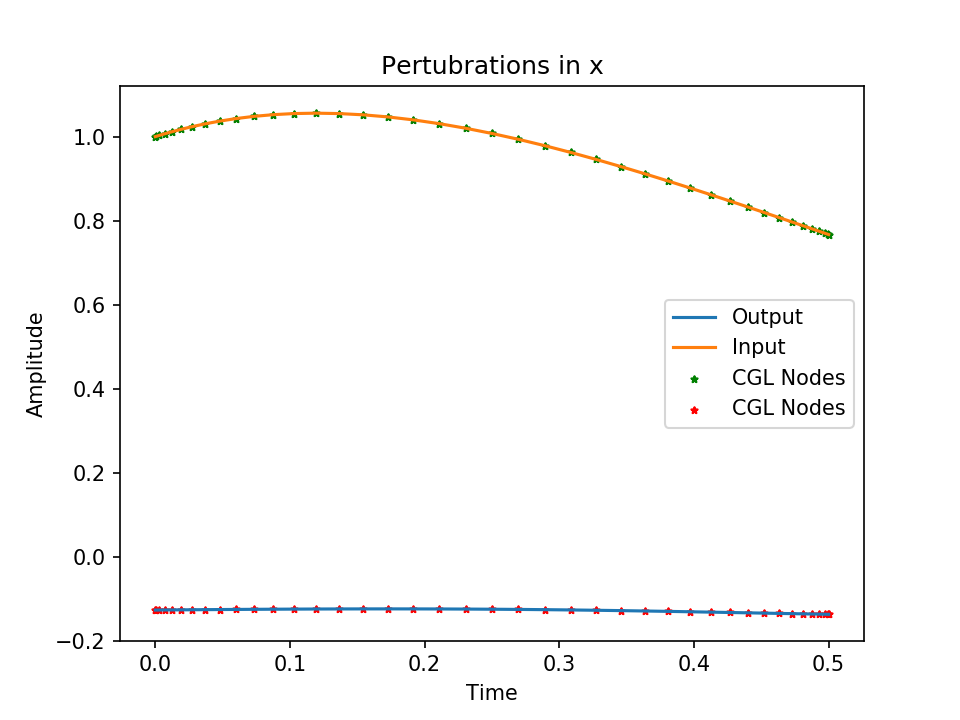 Pertubrations in x
1.0
0.8
0.6
0.4
0.2
0.0
−0.2
Amplitude
Output
Input
CGL Nodes
CGL Nodes
0.0 0.1 0.2 0.3 0.4 0.5
Time